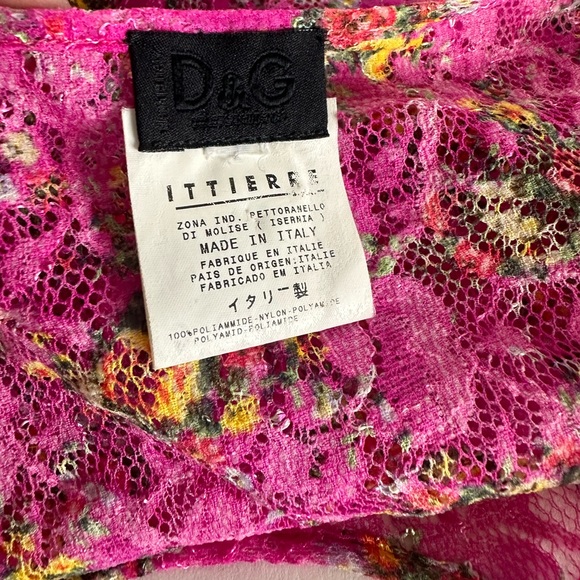 D&G
ITTIERRE
ZONA IND. PETTORANELLO
DI MOLISE ( ISERNIA )
MADE IN ITALY
FABRIQUE EN ITALIE
PAIS DE ORIGEN:ITALIE
FABRICADO EM ITALIA
イタリー製
100%POLIAMMIDE-NYLON-POLYAMIDE
POLYAMID-POLIAMIDE